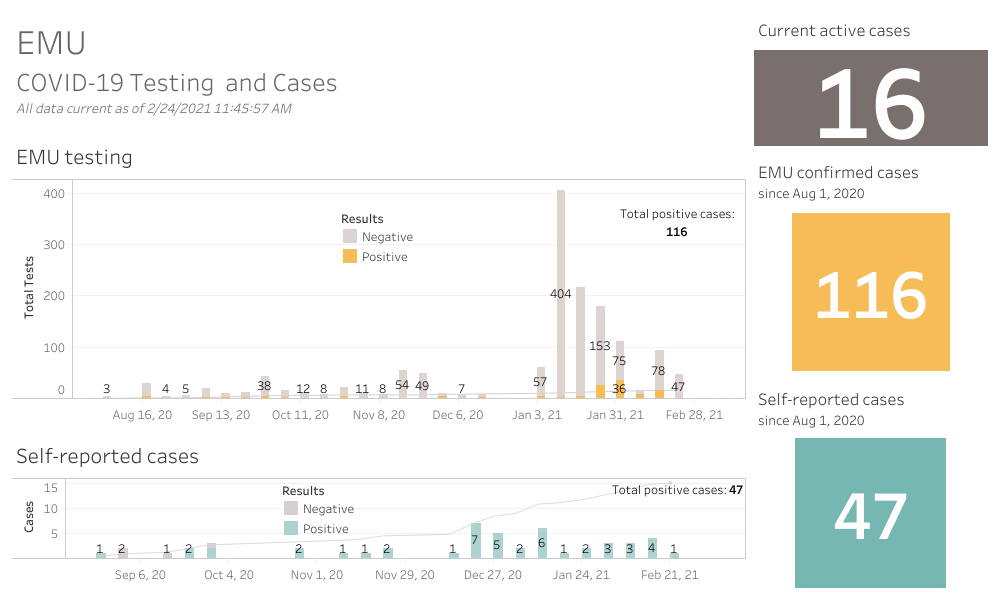 EMU
COVID-19 Testing and Cases
All data current as of 2/24/2021 11:45:57 AM
Current active cases
16
EMU confirmed cases
since Aug 1, 2020
116
Self-reported cases
since Aug 1, 2020
47
EMU testing
Total Tests
400
300
200
100
0
Results
Negative
Positive
Total positive cases:
116
3 4 5 38 12 8 11 8 54 49 7 57 404 153 75 36 78 47
Aug 16, 20 Sep 13, 20 Oct 11, 20 Nov 8, 20 Dec 6, 20 Jan 3, 21 Jan 31, 21 Feb 28, 21
Self-reported cases
Cases
15
10
5
Results
Negative
Positive
Total positive cases: 47
1 2 1 2 2 1 1 2 1 7 5 2 6 1 2 3 3 4 1
Sep 6, 20 Oct 4, 20 Nov 1, 20 Nov 29, 20 Dec 27, 20 Jan 24, 21 Feb 21, 21